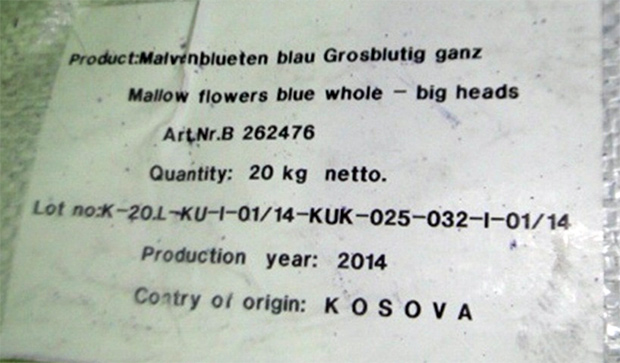 Product:Malvenblueten blau Grosblutig ganz
Mallow flowers blue whole - big heads
Art.Nr.B 262476
Quantity: 20 kg netto.
Lot no:K-20.L-KU-I-01/14-KUK-025-032-I-01/14
Production year: 2014
Contry of origin: K O S O V A